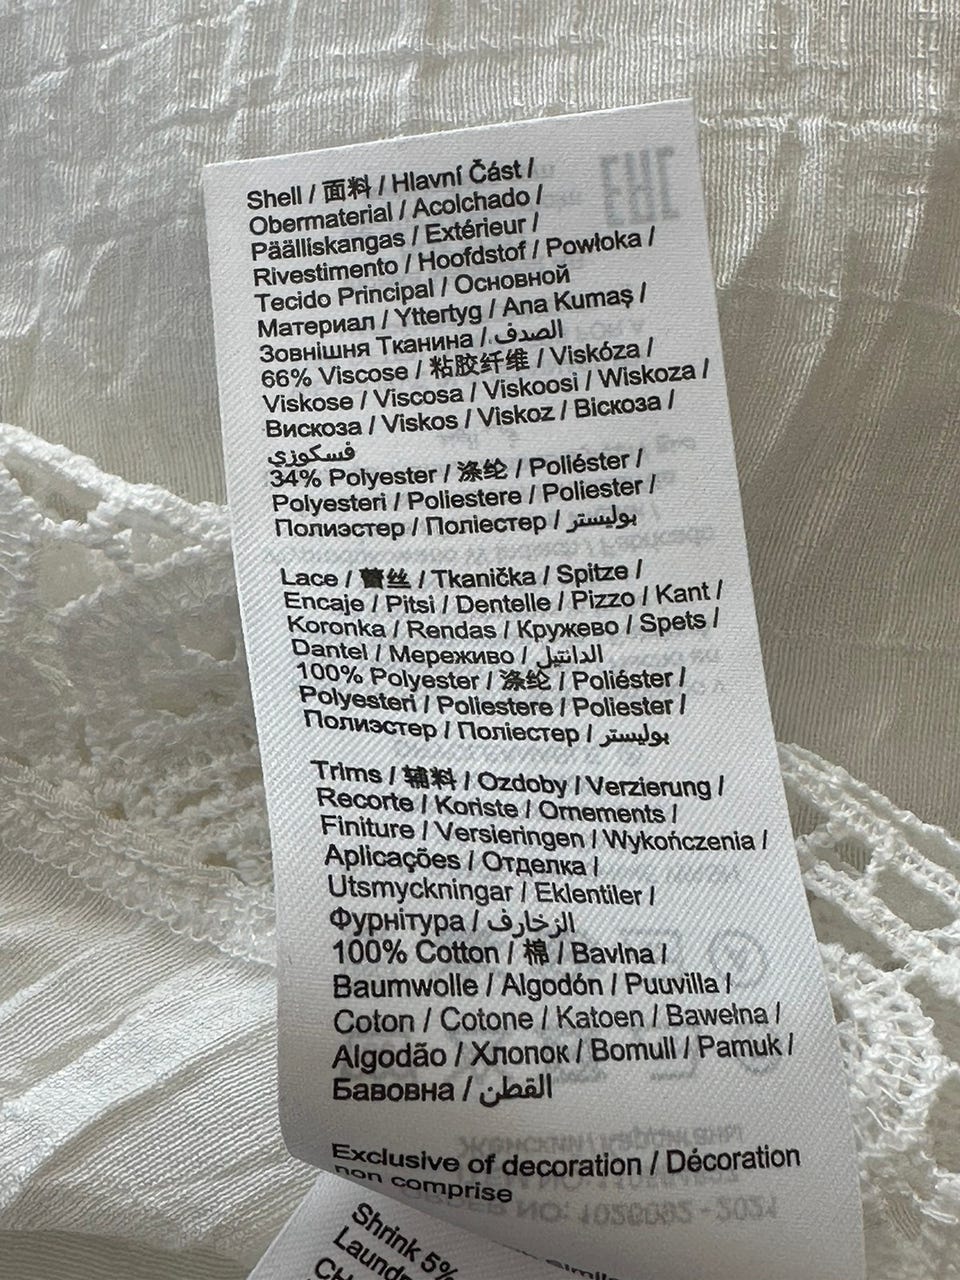 Shell / 面料 / Hlavní Část /
Obermaterial / Acolchado /
Päälliskangas / Extérieur /
Rivestimento / Hoofdstof / Powłoka /
Tecido Principal / Основной
Материал / Yttertyg / Ana Kumaş /
Зовнішня Тканина / الصدف.
66% Viscose / 粘胶纤维 / Viskóza /
Viskose / Viscosa / Viskoosi / Wiskoza /
Вискоза / Viskos / Viskoz / Віскоза /
فسكوزي
34% Polyester / 涤纶 / Poliéster /
Polyesteri / Poliestere / Poliester /
Полиэстер / Поліестер / بوليستر
Lace / 蕾丝 / Tkanička / Spitze /
Encaje / Pitsi / Dentelle / Pizzo / Kant /
Koronka / Rendas / Кружево / Spets /
Dantel / Мереживо / الدانتيل
100% Polyester / 涤纶 / Poliéster /
Polyesteri / Poliestere / Poliester /
Полиэстер / Поліестер / بوليستر
Trims / 辅料 / Ozdoby / Verzierung /
Recorte / Koriste / Ornements /
Finiture / Versieringen / Wykończenia /
Aplicações / Отделка /
Utsmyckningar / Eklentiler /
Фурнітура / الزخارف
100% Cotton / 棉 / Bavlna /
Baumwolle / Algodón / Puuvilla /
Coton / Cotone / Katoen / Bawełna /
Algodão / Хлопок / Bomull / Pamuk /
Бавовна / القطن
Exclusive of decoration / Décoration
non comprise
Shrink 5%